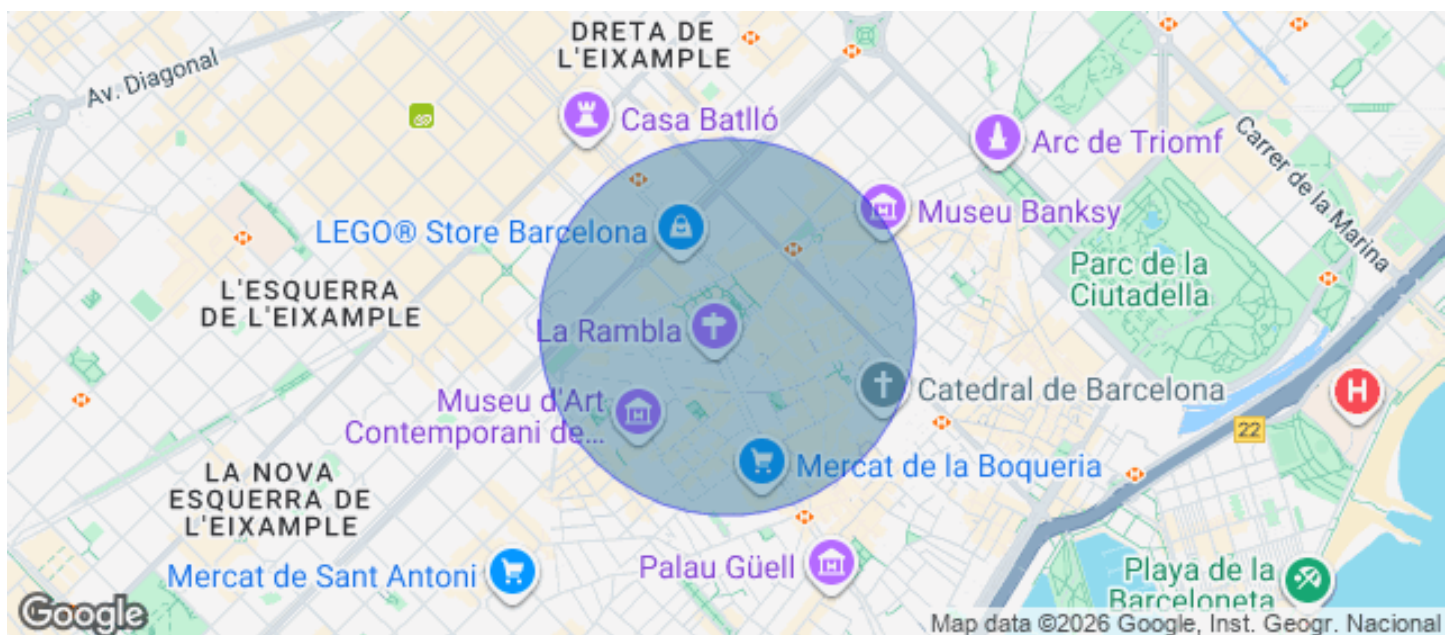 DRETA DE
L'EIXAMPLE
Av. Diagonal
Casa Batlló
Arc de Triomf
Carrer de la Marina
Museu Banksy
LEGO® Store Barcelona
Parc de la
Ciutadella
L'ESQUERRA
DE L'EIXAMPLE
La Rambla
Catedral de Barcelona
H
Museu d'Art
Contemporani de...
22
Mercat de la Boqueria
LA NOVA
ESQUERRA DE
L'EIXAMPLE
Mercat de Sant Antoni
Palau Güell
Playa de la
Barceloneta
Google
Map data ©2026 Google, Inst. Geogr. Nacional